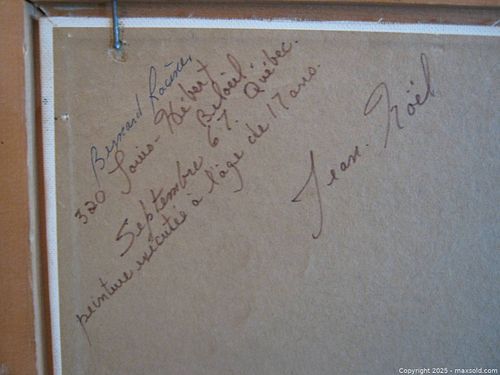 Bernard Racine,
320 Louis-Hébert
Beloeil.
Septembre 67. Québec.
peinture exécutée à l'âge de 17 ans.
Jean. Noël
Copyright 2025 - maxsold.com